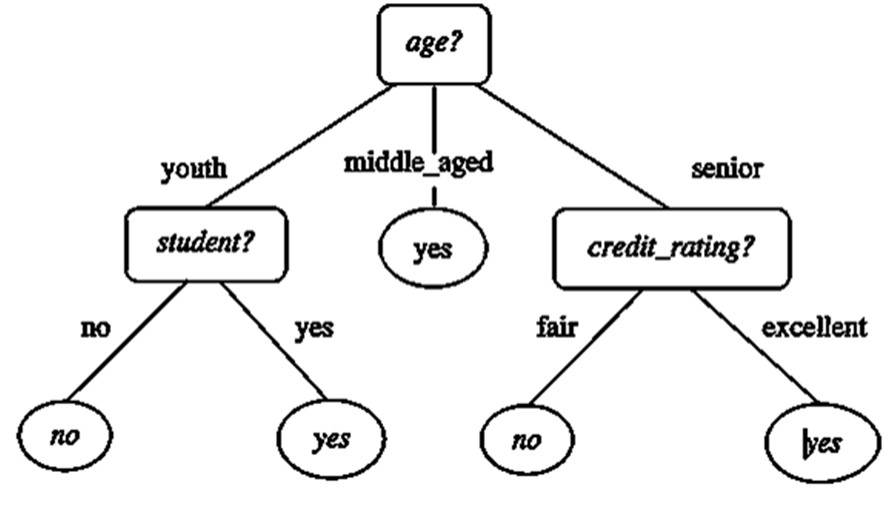 age?
youth
middle_aged
senior
student?
yes
credit_rating?
no
yes
fair
excellent
no
yes
no
yes